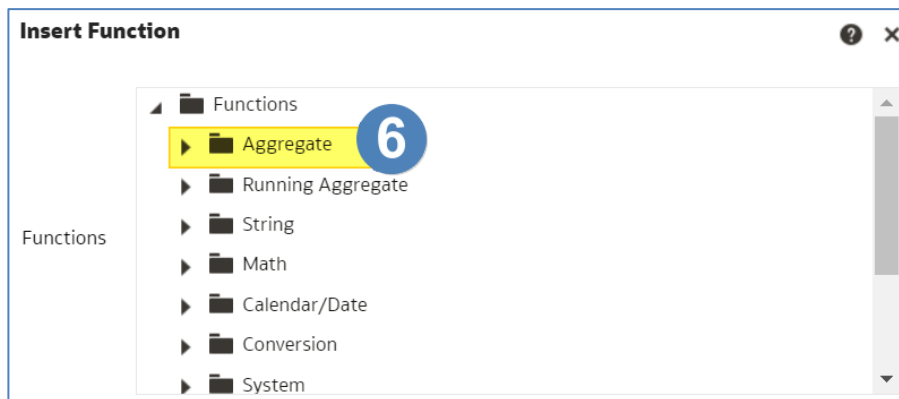 Insert Function
Functions
Aggregate
6
Running Aggregate
String
Functions
Math
Calendar/Date
Conversion
System